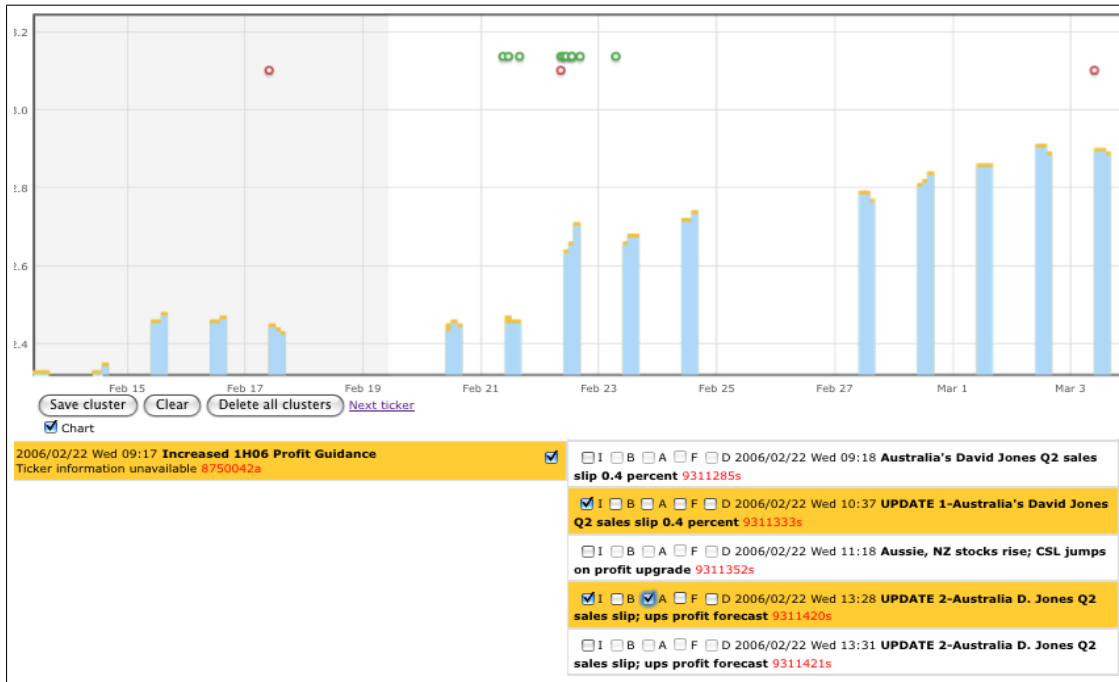 3.2
3.0
2.8
2.6
2.4
Feb 15 Feb 17 Feb 19 Feb 21 Feb 23 Feb 25 Feb 27 Mar 1 Mar 3
Save cluster Clear Delete all clusters Next ticker
Chart
2006/02/22 Wed 09:17 Increased 1H06 Profit Guidance
Ticker information unavailable 8750042a
I B A F D 2006/02/22 Wed 09:18 Australia's David Jones Q2 sales
slip 0.4 percent 9311285s
I B A F D 2006/02/22 Wed 10:37 UPDATE 1-Australia's David Jones
Q2 sales slip 0.4 percent 9311333s
I B A F D 2006/02/22 Wed 11:18 Aussie, NZ stocks rise; CSL jumps
on profit upgrade 9311352s
I B A F D 2006/02/22 Wed 13:28 UPDATE 2-Australia D. Jones Q2
sales slip; ups profit forecast 9311420s
I B A F D 2006/02/22 Wed 13:31 UPDATE 2-Australia D. Jones Q2
sales slip; ups profit forecast 9311421s